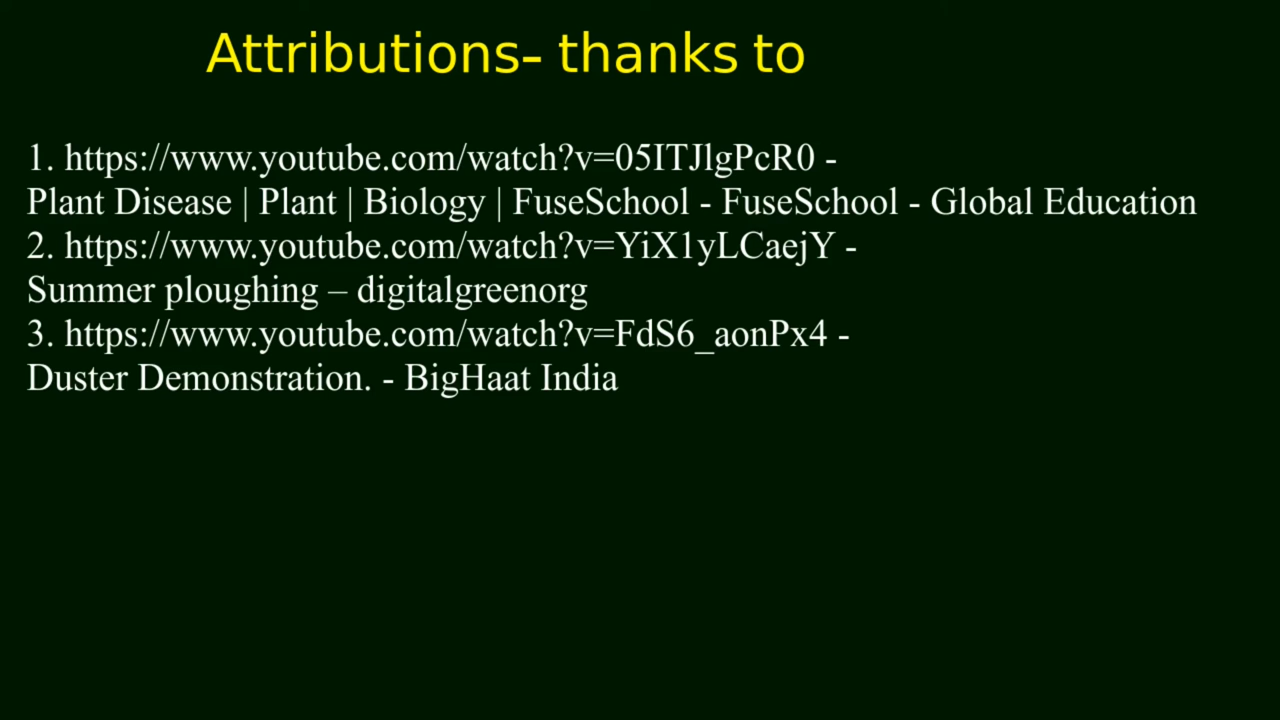 Attributions- thanks to
1. https://www.youtube.com/watch?v=05ITJlgPcR0 -
Plant Disease | Plant | Biology | FuseSchool - FuseSchool - Global Education
2. https://www.youtube.com/watch?v=YiX1yLCaejY -
Summer ploughing – digitalgreenorg
3. https://www.youtube.com/watch?v=FdS6_aonPx4 -
Duster Demonstration. - BigHaat India